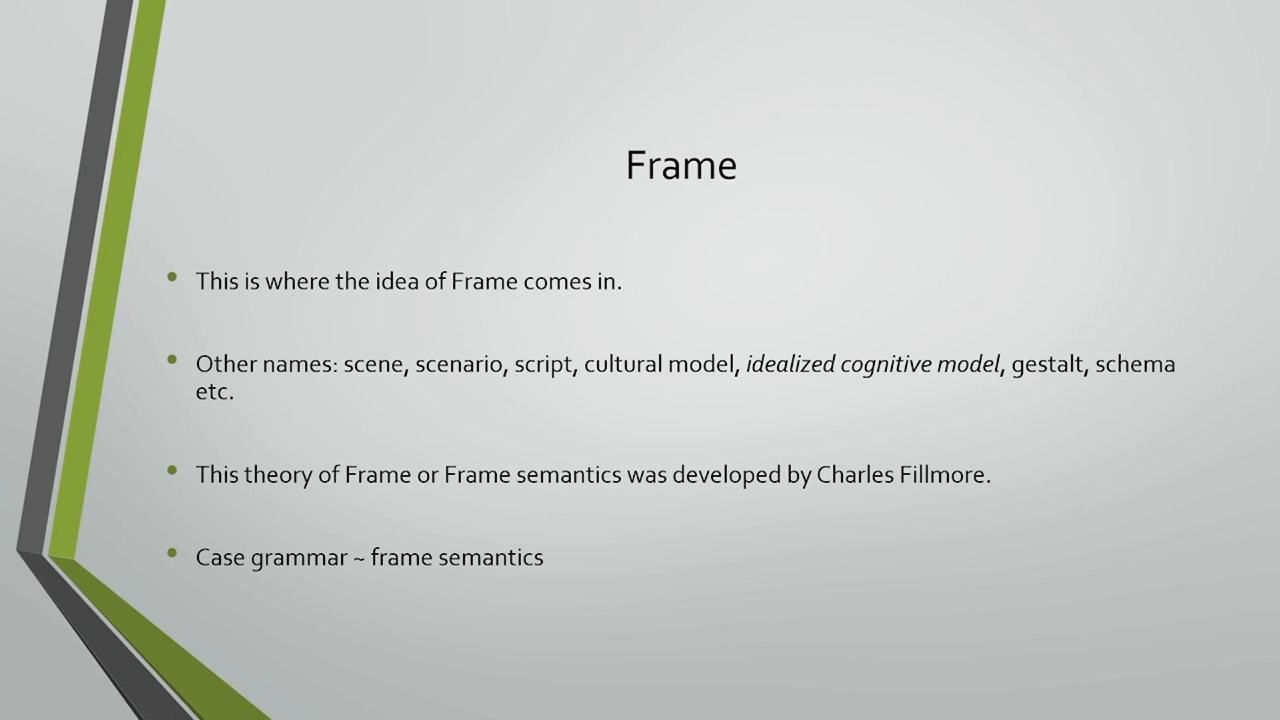 Frame
• This is where the idea of Frame comes in.
• Other names: scene, scenario, script, cultural model, idealized cognitive model, gestalt, schema
etc.
• This theory of Frame or Frame semantics was developed by Charles Fillmore.
• Case grammar ~ frame semantics